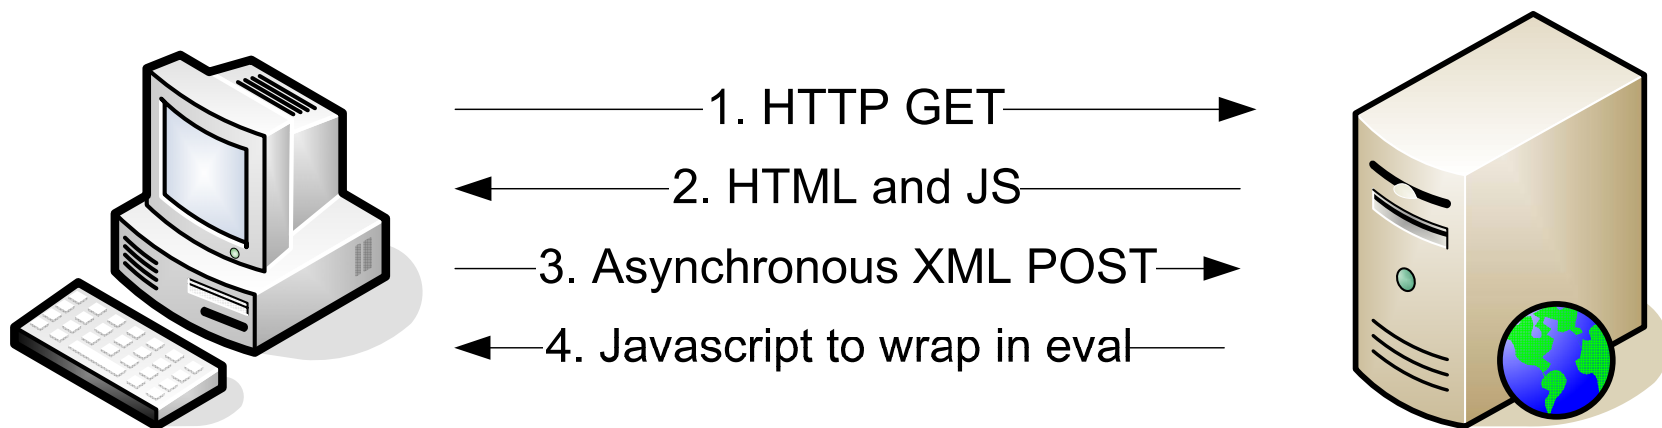 1. HTTP GET
2. HTML and JS
3. Asynchronous XML POST
4. Javascript to wrap in eval